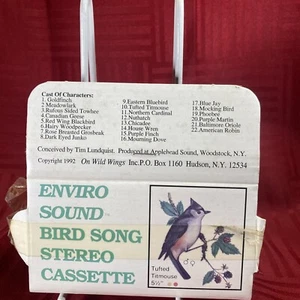 Cast Of Characters:
1. Goldfinch
2. Meadowlark
3. Rufous Sided Towhee
4. Canadian Geese
5. Red Wing Blackbird
6. Hairy Woodpecker
7. Rose Breasted Grosbeak
8. Dark Eyed Junko
9. Eastern Bluebird
10. Tufted Titmouse
11. Northern Cardinal
12. Nuthatch
13. Chicadee
14. House Wren
15. Purple Finch
16. Mourning Dove
17. Blue Jay
18. Mocking Bird
19. Phoebee
20. Purple Martin
21. Baltimore Oriole
22. American Robin
Conceived by Tim Lundquist, Produced at Applehead Sound, Woodstock, N.Y.
Copyright 1992 On Wild Wings Inc. P.O. Box 1160 Hudson, N.Y. 12534
ENVIRO
SOUND
BIRD SONG
STEREO
CASSETTE
Tufted
Titmouse
5½"